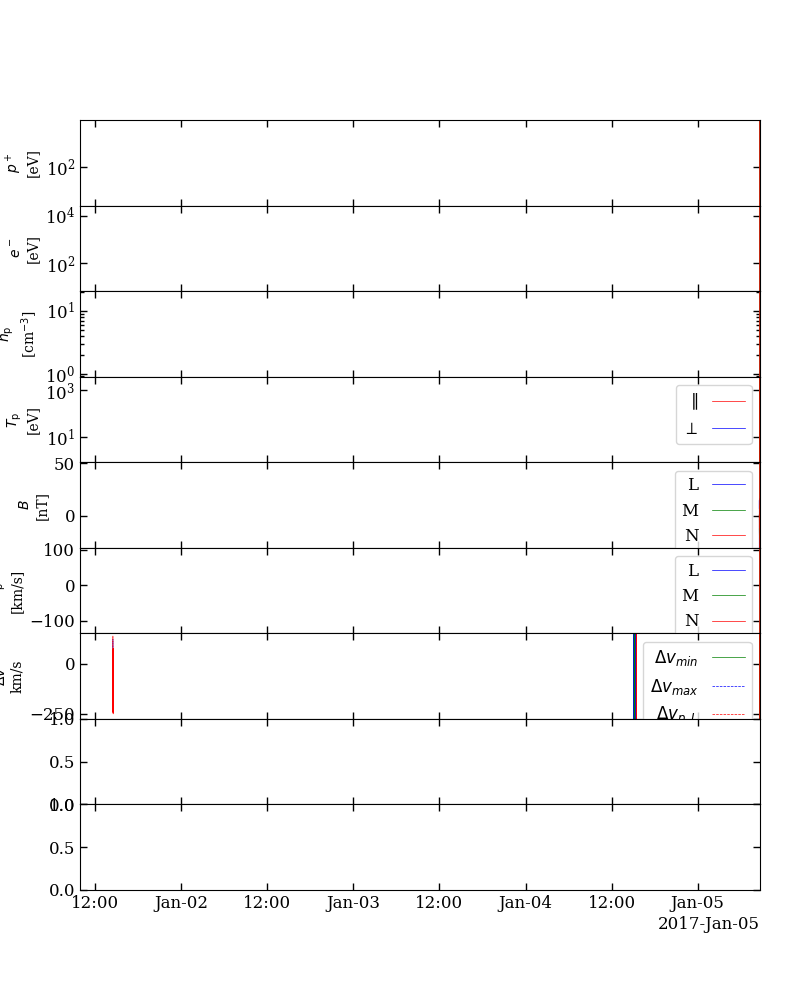 p⁺ [eV]
10²
e⁻ [eV]
10⁴
10²
[cm⁻³]
10¹
10⁰
Tₚ [eV]
10³
10¹
∥
⊥
B [nT]
50
0
L
M
N
[km/s]
100
0
−100
L
M
N
km/s
0
−250
Δv_min
Δv_max
1.0
0.5
1.0
0.5
0.0
12:00 Jan-02 12:00 Jan-03 12:00 Jan-04 12:00 Jan-05
2017-Jan-05